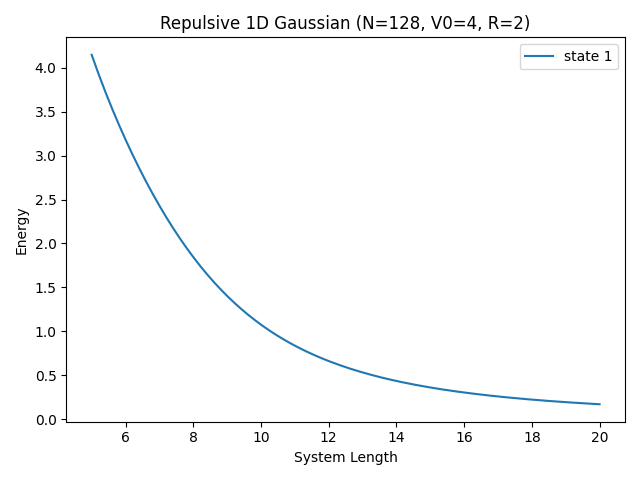 Repulsive 1D Gaussian (N=128, V0=4, R=2)
state 1
Energy
4.0
3.5
3.0
2.5
2.0
1.5
1.0
0.5
0.0
6 8 10 12 14 16 18 20
System Length